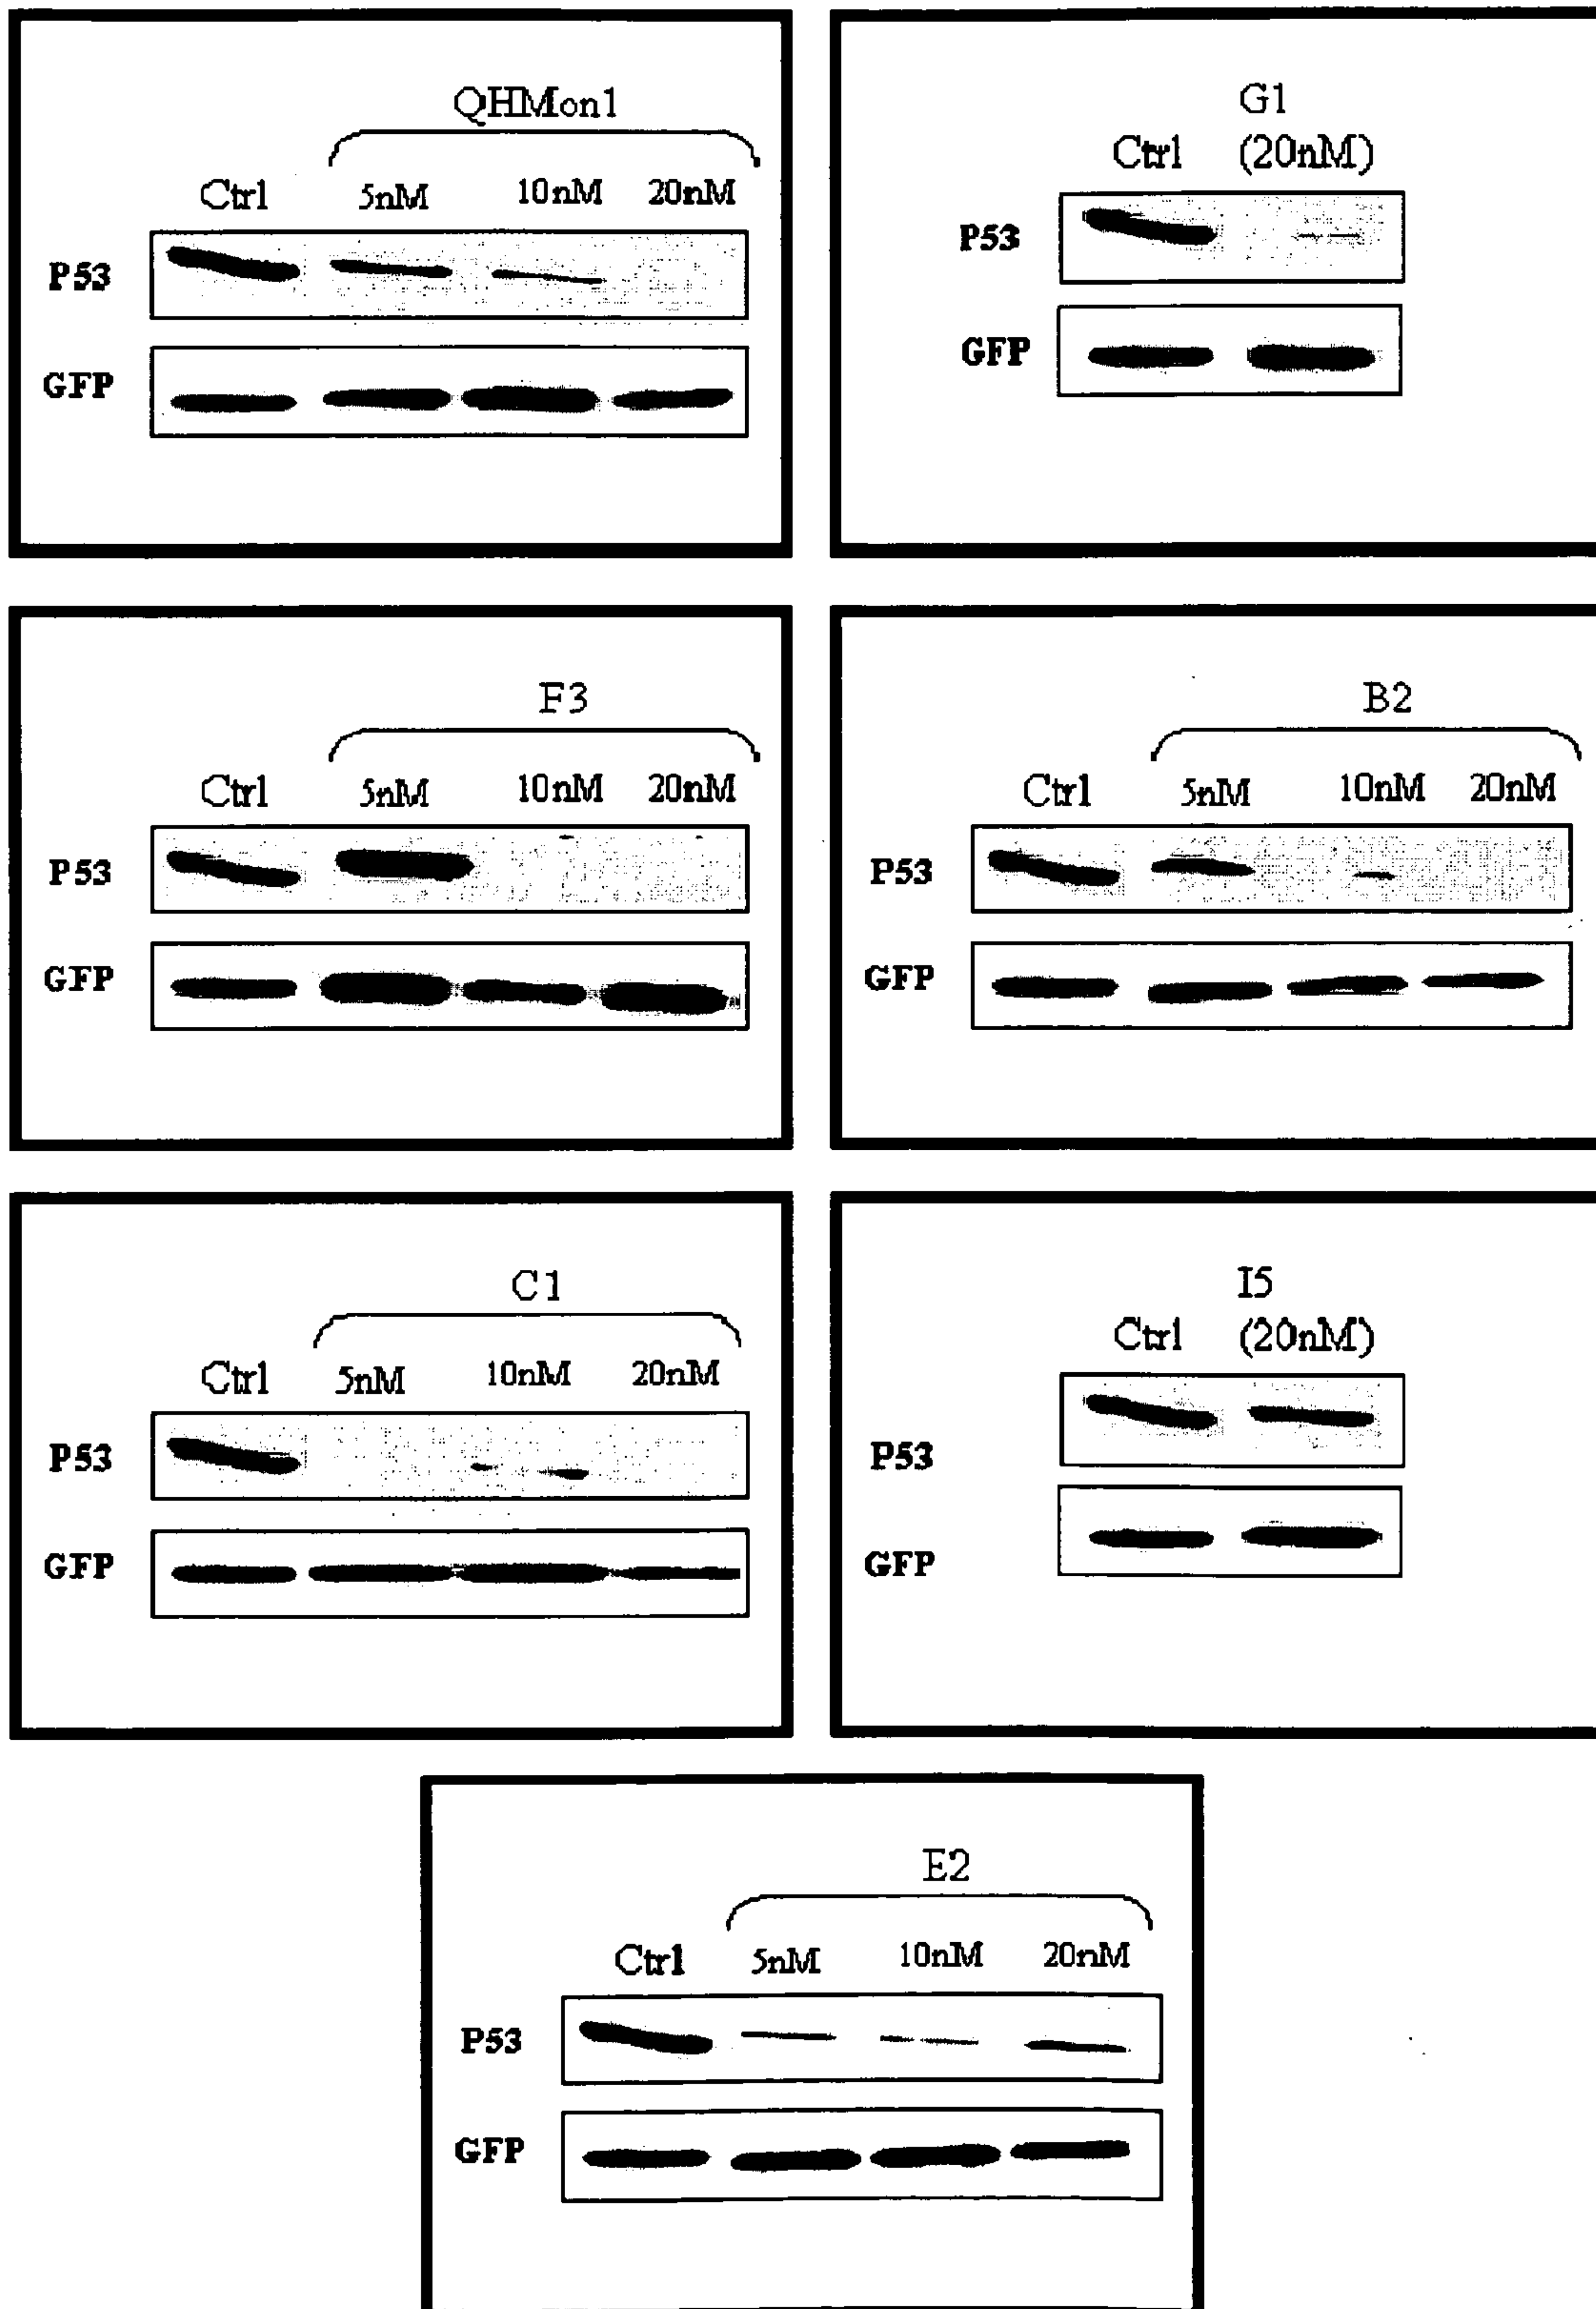 QHMon1
Ctrl 5nM 10nM 20nM
P53
GFP
G1
Ctrl (20nM)
P53
GFP
F3
Ctrl 5nM 10nM 20nM
P53
GFP
B2
Ctrl 5nM 10nM 20nM
P53
GFP
C1
Ctrl 5nM 10nM 20nM
P53
GFP
I5
Ctrl (20nM)
P53
GFP
E2
Ctrl 5nM 10nM 20nM
P53
GFP